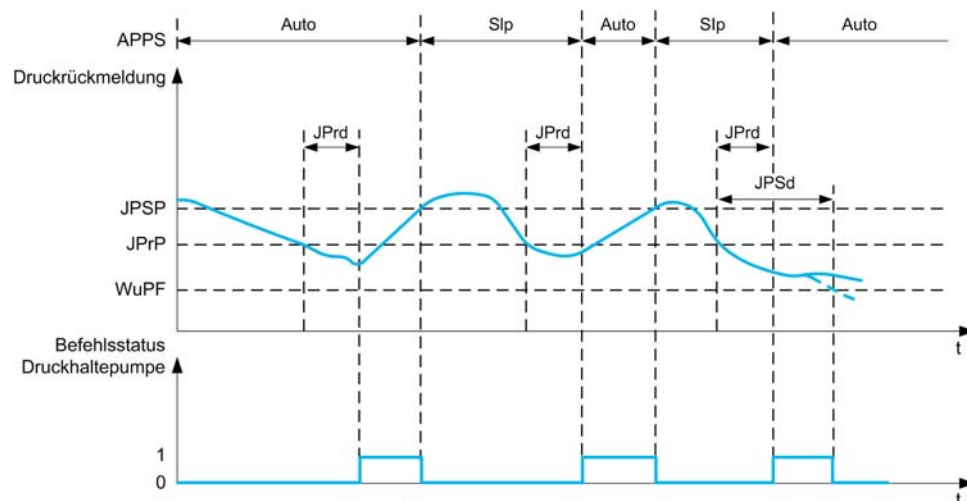 APPS Auto Slp Auto Slp Auto
Druckrückmeldung
JPrd JPrd JPrd
JPSd
JPSP
JPrP
WuPF
t
Befehlsstatus
Druckhaltepumpe
1
0
t